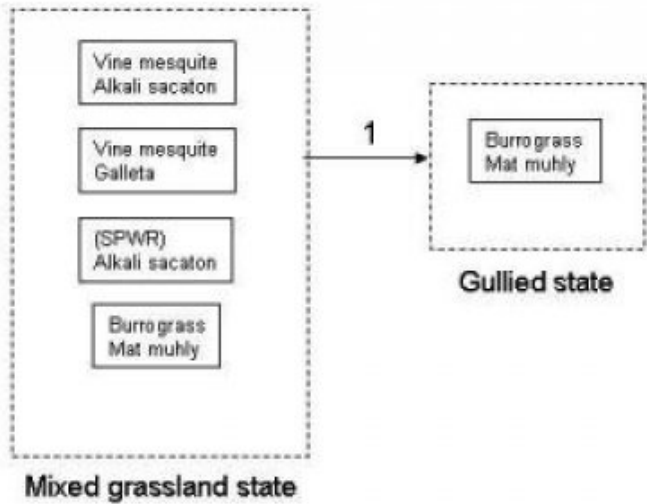 Vine mesquite
Alkali sacaton
Vine mesquite
Galleta
(SPWR)
Alkali sacaton
Burrograss
Mat muhly
Mixed grassland state
1
Burrograss
Mat muhly
Gullied state